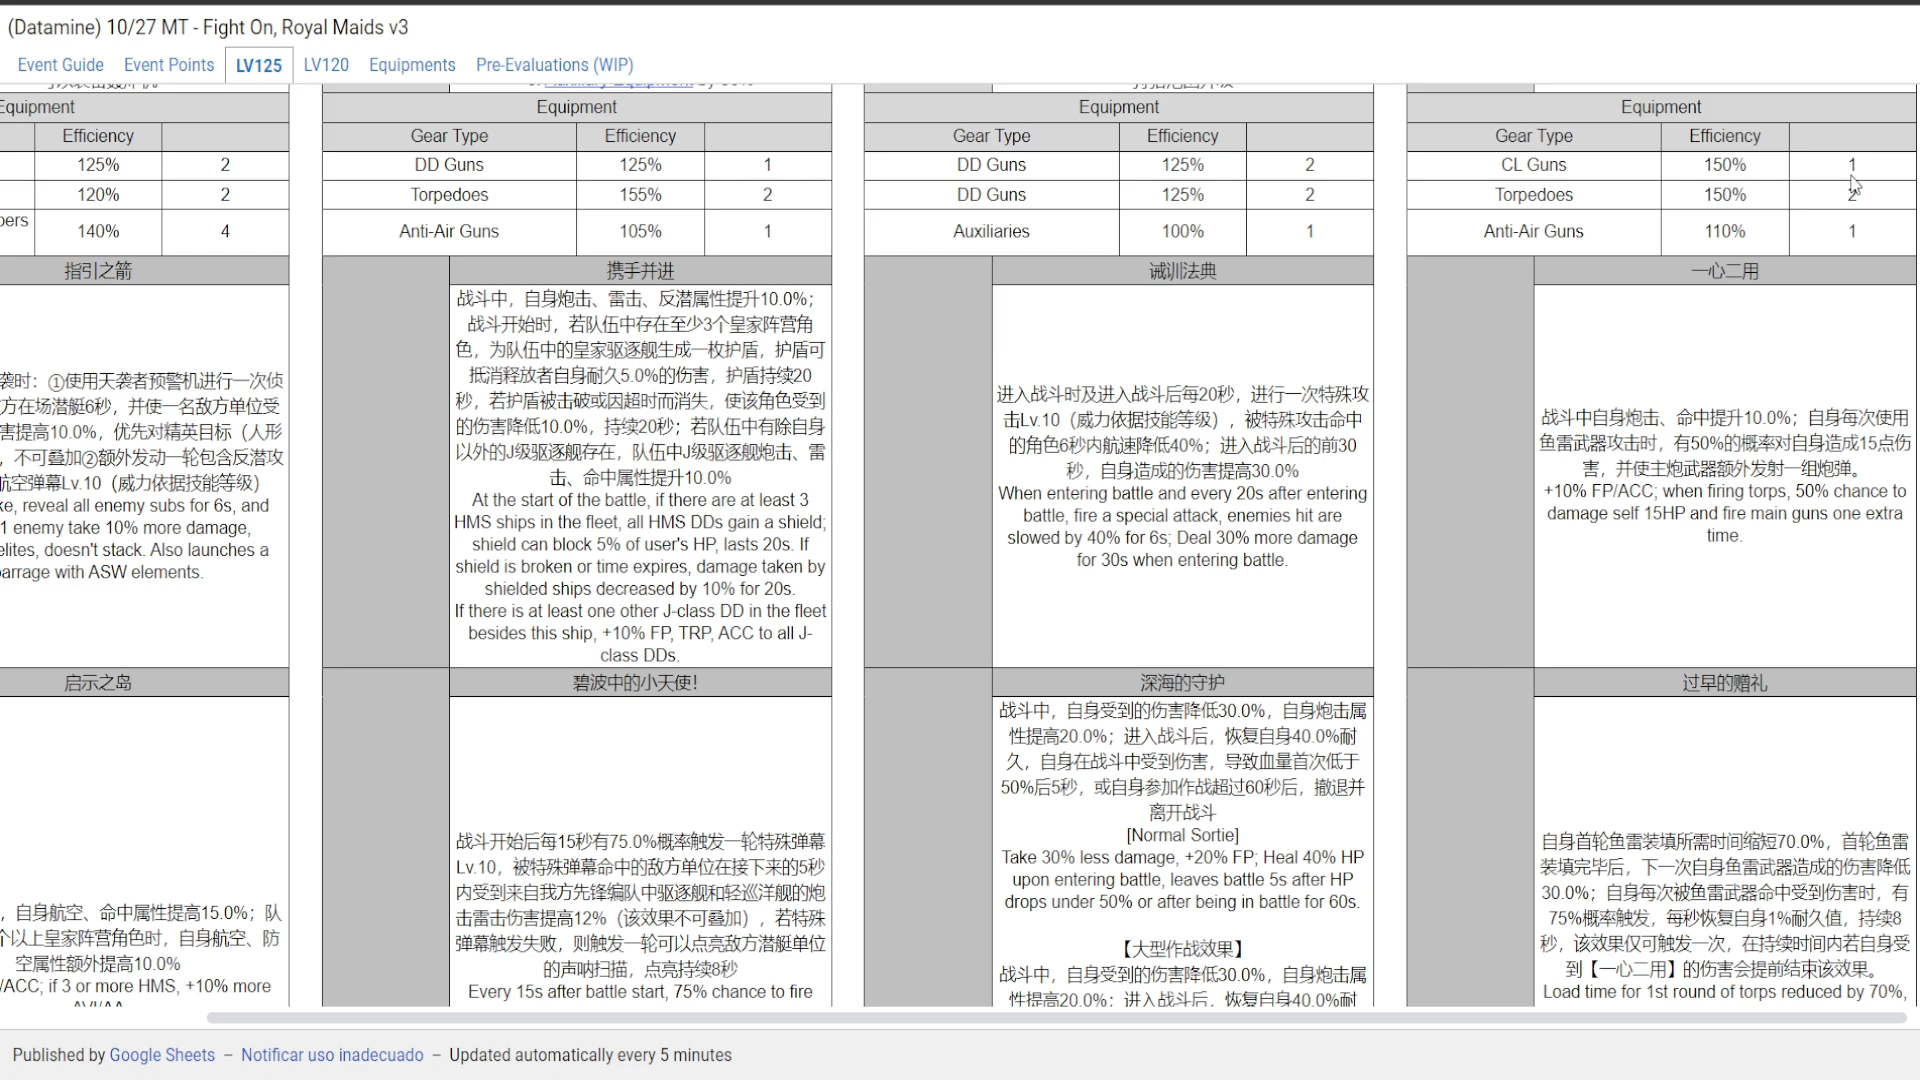 (Datamine) 10/27 MT - Fight On, Royal Maids v3
Event Guide
Event Points
LV125
LV120
Equipments
Pre-Evaluations (WIP)
Equipment
Efficiency
125%
2
120%
2
140%
4
指引之箭
袭时：①使用天袭者预警机进行一次侦
方在场潜艇6秒，并使一名敌方单位受
害提高10.0%，优先对精英目标（人形
，不可叠加②额外发动一轮包含反潜攻
航空弹幕Lv.10（威力依据技能等级）
ke, reveal all enemy subs for 6s, and
1 enemy take 10% more damage,
elites, doesn't stack. Also launches a
barrage with ASW elements.
启示之岛
，自身航空、命中属性提高15.0%；队
个以上皇家阵营角色时，自身航空、防
空属性额外提高10.0%
/ACC; if 3 or more HMS, +10% more
AVI/AA
Equipment
Gear Type
Efficiency
DD Guns
125%
1
Torpedoes
155%
2
Anti-Air Guns
105%
1
携手并进
战斗中，自身炮击、雷击、反潜属性提升10.0%；
战斗开始时，若队伍中存在至少3个皇家阵营角
色，为队伍中的皇家驱逐舰生成一枚护盾，护盾可
抵消释放者自身耐久5.0%的伤害，护盾持续20
秒，若护盾被击破或因超时而消失，使该角色受到
的伤害降低10.0%，持续20秒；若队伍中有除自身
以外的J级驱逐舰存在，队伍中J级驱逐舰炮击、雷
击、命中属性提升10.0%
At the start of the battle, if there are at least 3
HMS ships in the fleet, all HMS DDs gain a shield;
shield can block 5% of user's HP, lasts 20s. If
shield is broken or time expires, damage taken by
shielded ships decreased by 10% for 20s.
If there is at least one other J-class DD in the fleet
besides this ship, +10% FP, TRP, ACC to all J-
class DDs.
碧波中的小天使！
战斗开始后每15秒有75.0%概率触发一轮特殊弹幕
Lv.10，被特殊弹幕命中的敌方单位在接下来的5秒
内受到来自我方先锋编队中驱逐舰和轻巡洋舰的炮
击雷击伤害提高12%（该效果不可叠加），若特殊
弹幕触发失败，则触发一轮可以点亮敌方潜艇单位
的声呐扫描，点亮持续8秒
Every 15s after battle start, 75% chance to fire
Equipment
Gear Type
Efficiency
DD Guns
125%
2
DD Guns
125%
2
Auxiliaries
100%
1
诫训法典
进入战斗时及进入战斗后每20秒，进行一次特殊攻
击Lv.10（威力依据技能等级），被特殊攻击命中
的角色6秒内航速降低40%；进入战斗后的前30
秒，自身造成的伤害提高30.0%
When entering battle and every 20s after entering
battle, fire a special attack, enemies hit are
slowed by 40% for 6s; Deal 30% more damage
for 30s when entering battle.
深海的守护
战斗中，自身受到的伤害降低30.0%，自身炮击属
性提高20.0%；进入战斗后，恢复自身40.0%耐
久，自身在战斗中受到伤害，导致血量首次低于
50%后5秒，或自身参加作战超过60秒后，撤退并
离开战斗
[Normal Sortie]
Take 30% less damage, +20% FP; Heal 40% HP
upon entering battle, leaves battle 5s after HP
drops under 50% or after being in battle for 60s.
【大型作战效果】
战斗中，自身受到的伤害降低30.0%，自身炮击属
性提高20.0%；进入战斗后，恢复自身40.0%耐
Equipment
Gear Type
Efficiency
CL Guns
150%
1
Torpedoes
150%
2
Anti-Air Guns
110%
1
一心二用
战斗中自身炮击、命中提升10.0%；自身每次使用
鱼雷武器攻击时，有50%的概率对自身造成15点伤
害，并使主炮武器额外发射一组炮弹。
+10% FP/ACC; when firing torps, 50% chance to
damage self 15HP and fire main guns one extra
time.
过早的赠礼
自身首轮鱼雷装填所需时间缩短70.0%，首轮鱼雷
装填完毕后，下一次自身鱼雷武器造成的伤害降低
30.0%；自身每次被鱼雷武器命中受到伤害时，有
75%概率触发，每秒恢复自身1%耐久值，持续8
秒，该效果仅可触发一次，在持续时间内若自身受
到【一心二用】的伤害会提前结束该效果。
Load time for 1st round of torps reduced by 70%,
Published by Google Sheets – Notificar uso inadecuado – Updated automatically every 5 minutes